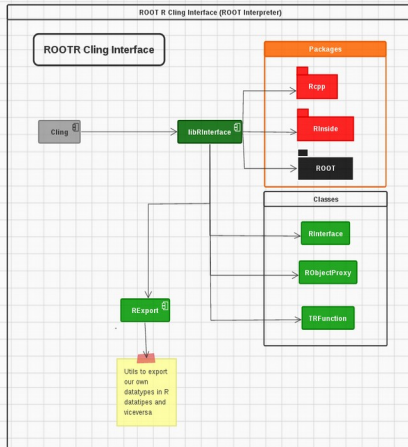 ROOT R Cling Interface (ROOT Interpreter)
ROOTR Cling Interface
Packages
Rcpp
Cling
libRInterface
RInside
ROOT
Classes
RInterface
RObjectProxy
RExport
TRFunction
Utils to export
our own
datatypes in R
datatipes and
viceversa